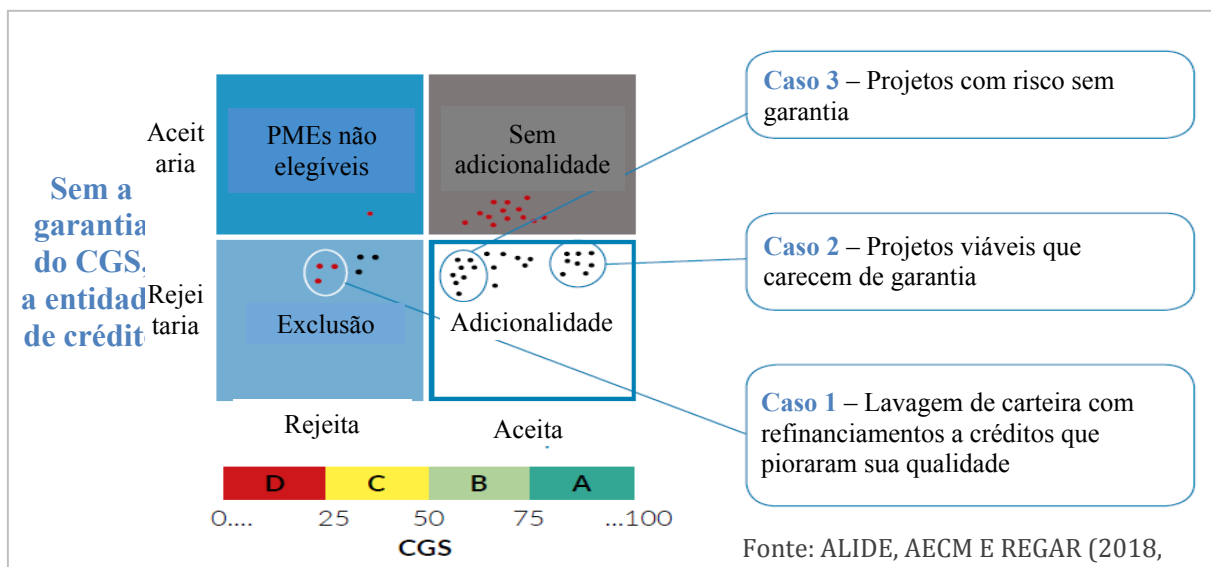 Caso 3 – Projetos com risco sem
garantia
Aceit
aria
PMEs não
elegíveis
Sem
adicionalidade
Sem a
garantia
do CGS,
a entidad
de crédit
Caso 2 – Projetos viáveis que
carecem de garantia
Rejei
taria
Exclusão
Adicionalidade
Caso 1 – Lavagem de carteira com
refinanciamentos a créditos que
pioraram sua qualidade
Rejeita
Aceita
D C B A
0.... 25 50 75 ...100
CGS
Fonte: ALIDE, AECM E REGAR (2018,